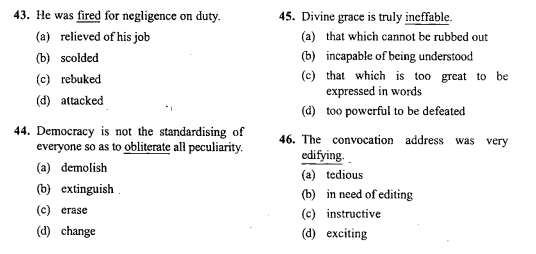 43. He was fired for negligence on duty.
(a) relieved of his job
(b) scolded
(c) rebuked
(d) attacked
44. Democracy is not the standardising of
everyone so as to obliterate all peculiarity.
(a) demolish
(b) extinguish
(c) erase
(d) change
45. Divine grace is truly ineffable.
(a) that which cannot be rubbed out
(b) incapable of being understood
(c) that which is too great to be
expressed in words
(d) too powerful to be defeated
46. The convocation address was very
edifying.
(a) tedious
(b) in need of editing
(c) instructive
(d) exciting